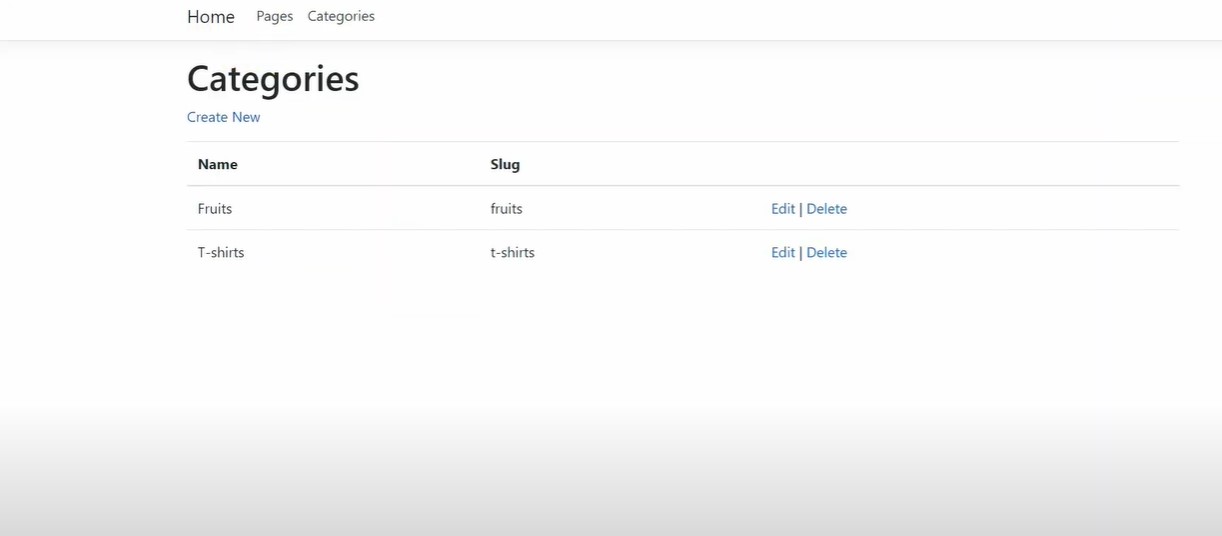 Home Pages Categories
Categories
Create New
Name Slug
Fruits fruits Edit | Delete
T-shirts t-shirts Edit | Delete